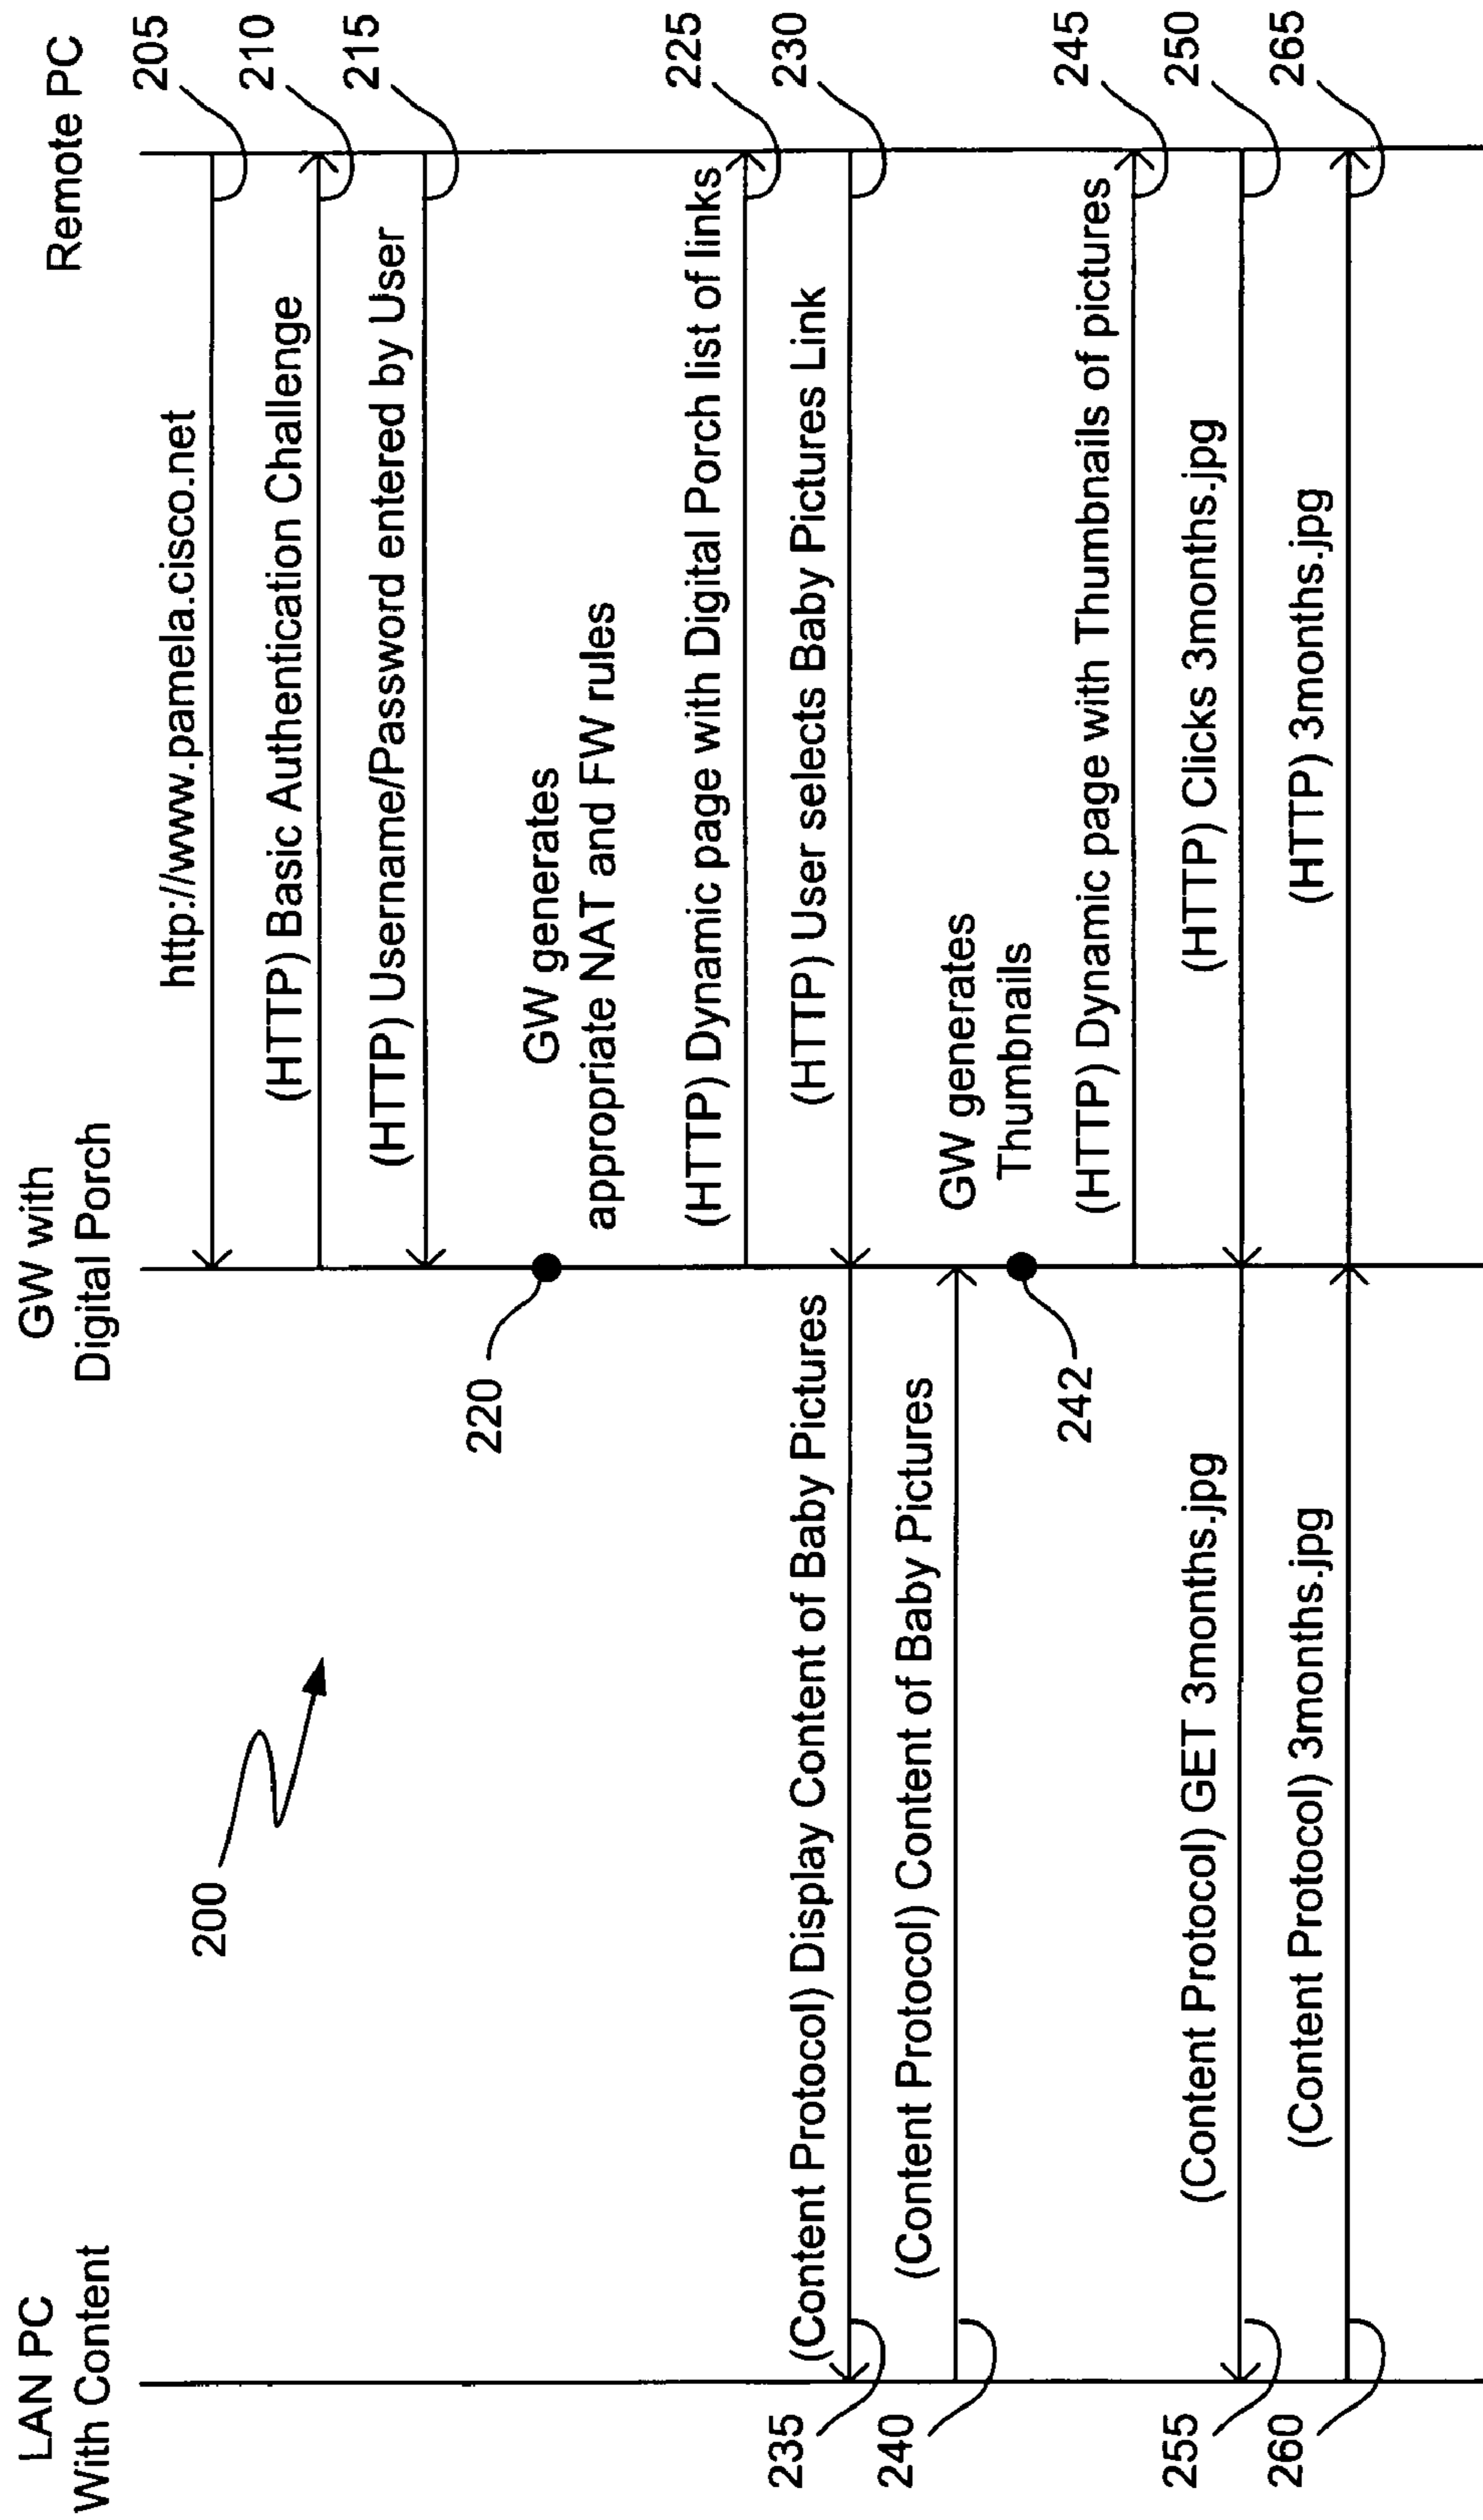 LAN PC
With Content
GW with
Digital Porch
Remote PC
200
http://www.pamela.cisco.net
205
(HTTP) Basic Authentication Challenge
210
(HTTP) Username/Password entered by User
215
220
GW generates
appropriate NAT and FW rules
(HTTP) Dynamic page with Digital Porch list of links
225
(HTTP) User selects Baby Pictures Link
230
235
(Content Protocol) Display Content of Baby Pictures
240
(Content Protocol) Content of Baby Pictures
242
GW generates
Thumbnails
(HTTP) Dynamic page with Thumbnails of pictures
245
(HTTP) Clicks 3months.jpg
250
255
(Content Protocol) GET 3months.jpg
260
(Content Protocol) 3months.jpg
(HTTP) 3months.jpg
265